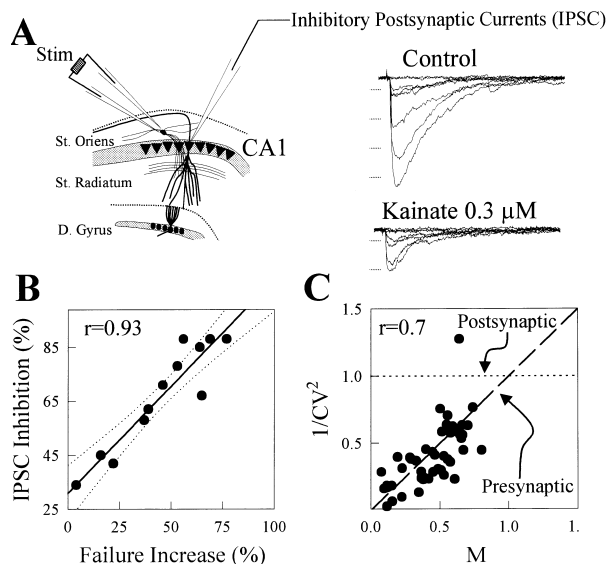 A
Inhibitory Postsynaptic Currents (IPSC)
Stim
Control
St. Oriens
CA1
St. Radiatum
Kainate 0.3 µM
D. Gyrus
B
r=0.93
IPSC Inhibition (%)
85
65
45
25
0
25
50
75
100
Failure Increase (%)
C
r=0.7
Postsynaptic
Presynaptic
1/CV²
1.5
1.0
0.5
0.0
0.5
1.0
1.
M